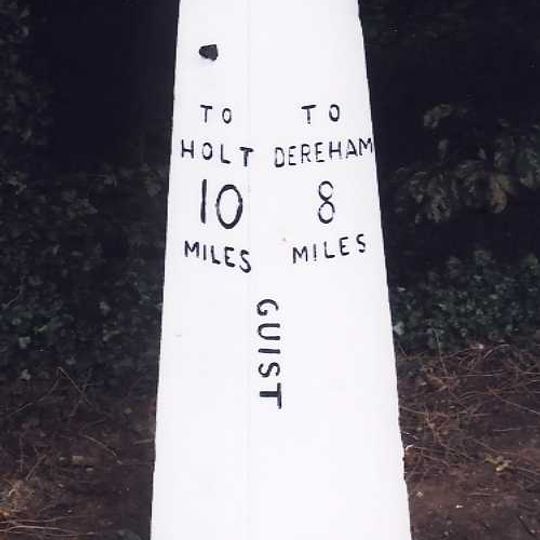 TO
HOLT
10
MILES
TO
DEREHAM
8
MILES
GUIST